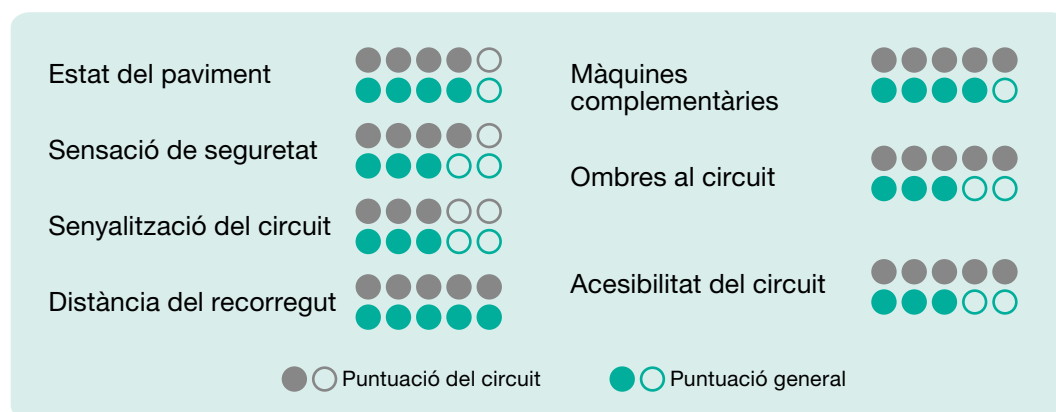 Estat del paviment
Sensació de seguretat
Senyalització del circuit
Distància del recorregut
Màquines
complementàries
Ombres al circuit
Acesibilitat del circuit
Puntuació del circuit
Puntuació general